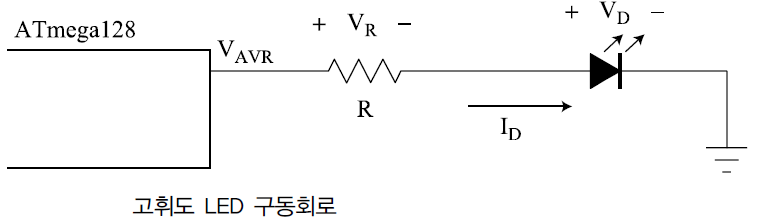 ATmega128
V_AVR
+ V_R −
R
I_D
+ V_D −
고휘도 LED 구동회로